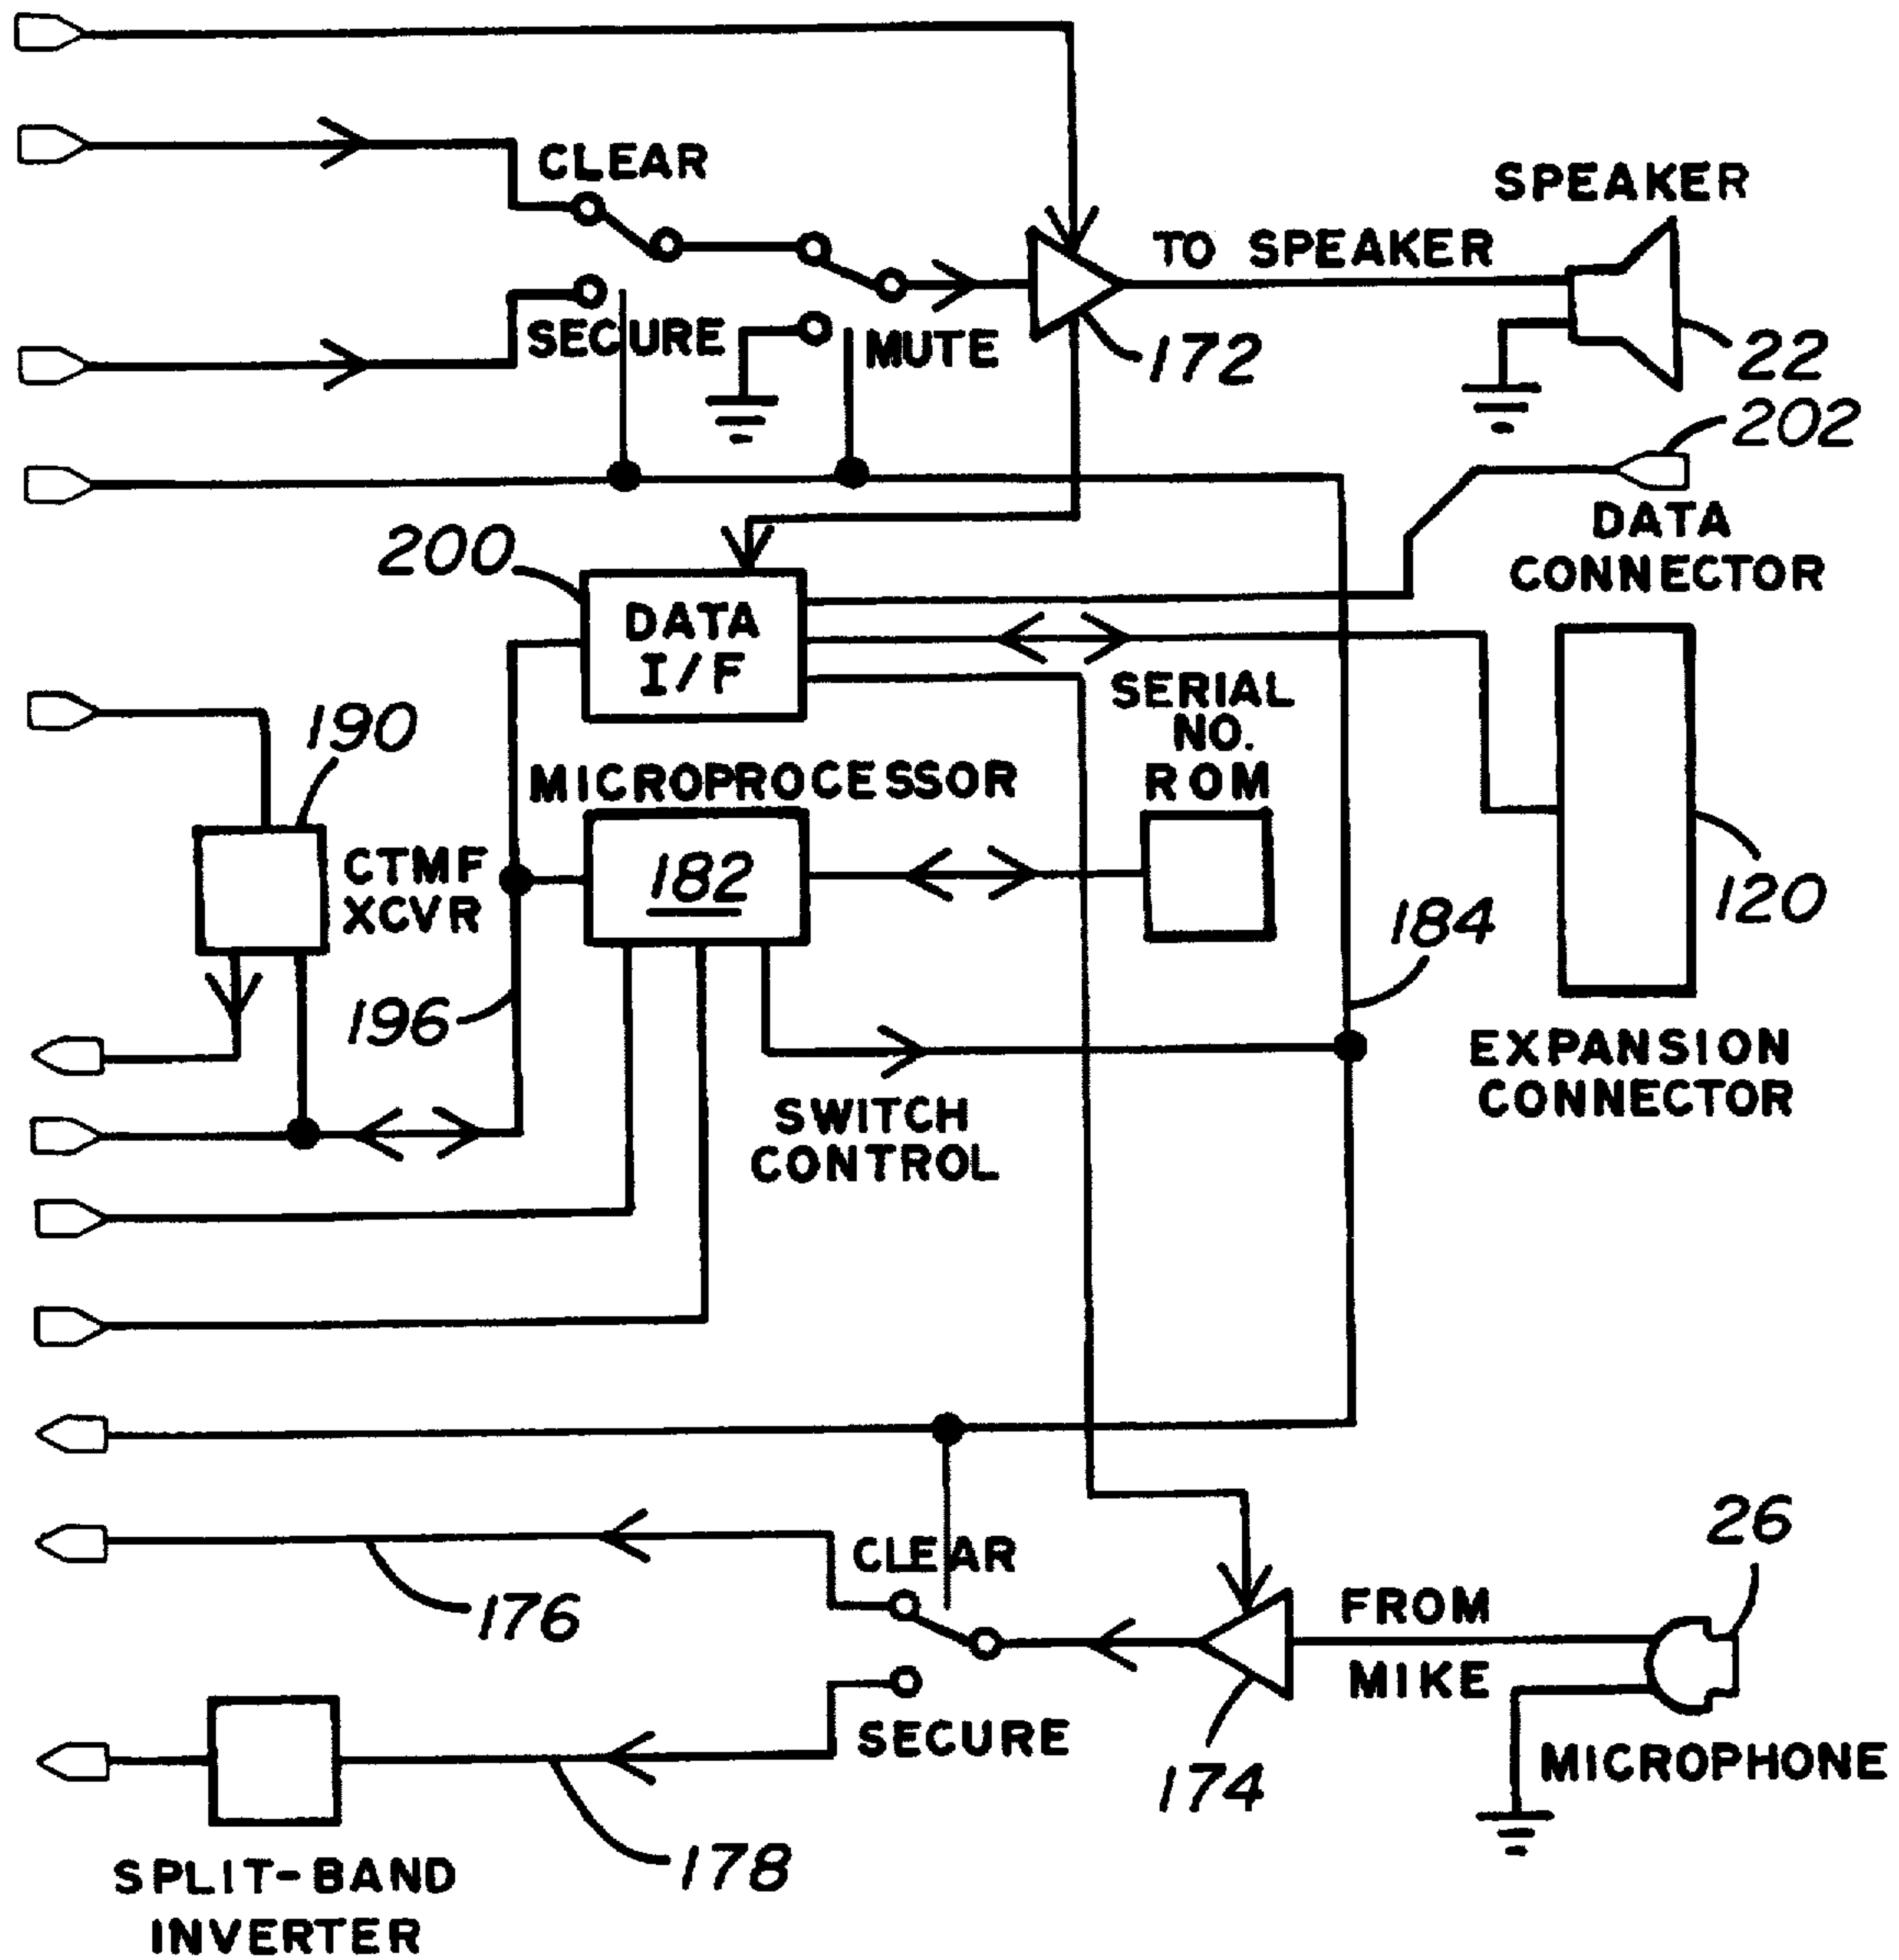 CLEAR
SPEAKER
TO SPEAKER
SECURE
MUTE
172
22
202
DATA
CONNECTOR
200
DATA
I/F
190
SERIAL
NO.
ROM
MICROPROCESSOR
CTMF
XCVR
182
120
184
196
EXPANSION
CONNECTOR
SWITCH
CONTROL
26
CLEAR
176
FROM
MIKE
SECURE
174
MICROPHONE
178
SPLIT-BAND
INVERTER